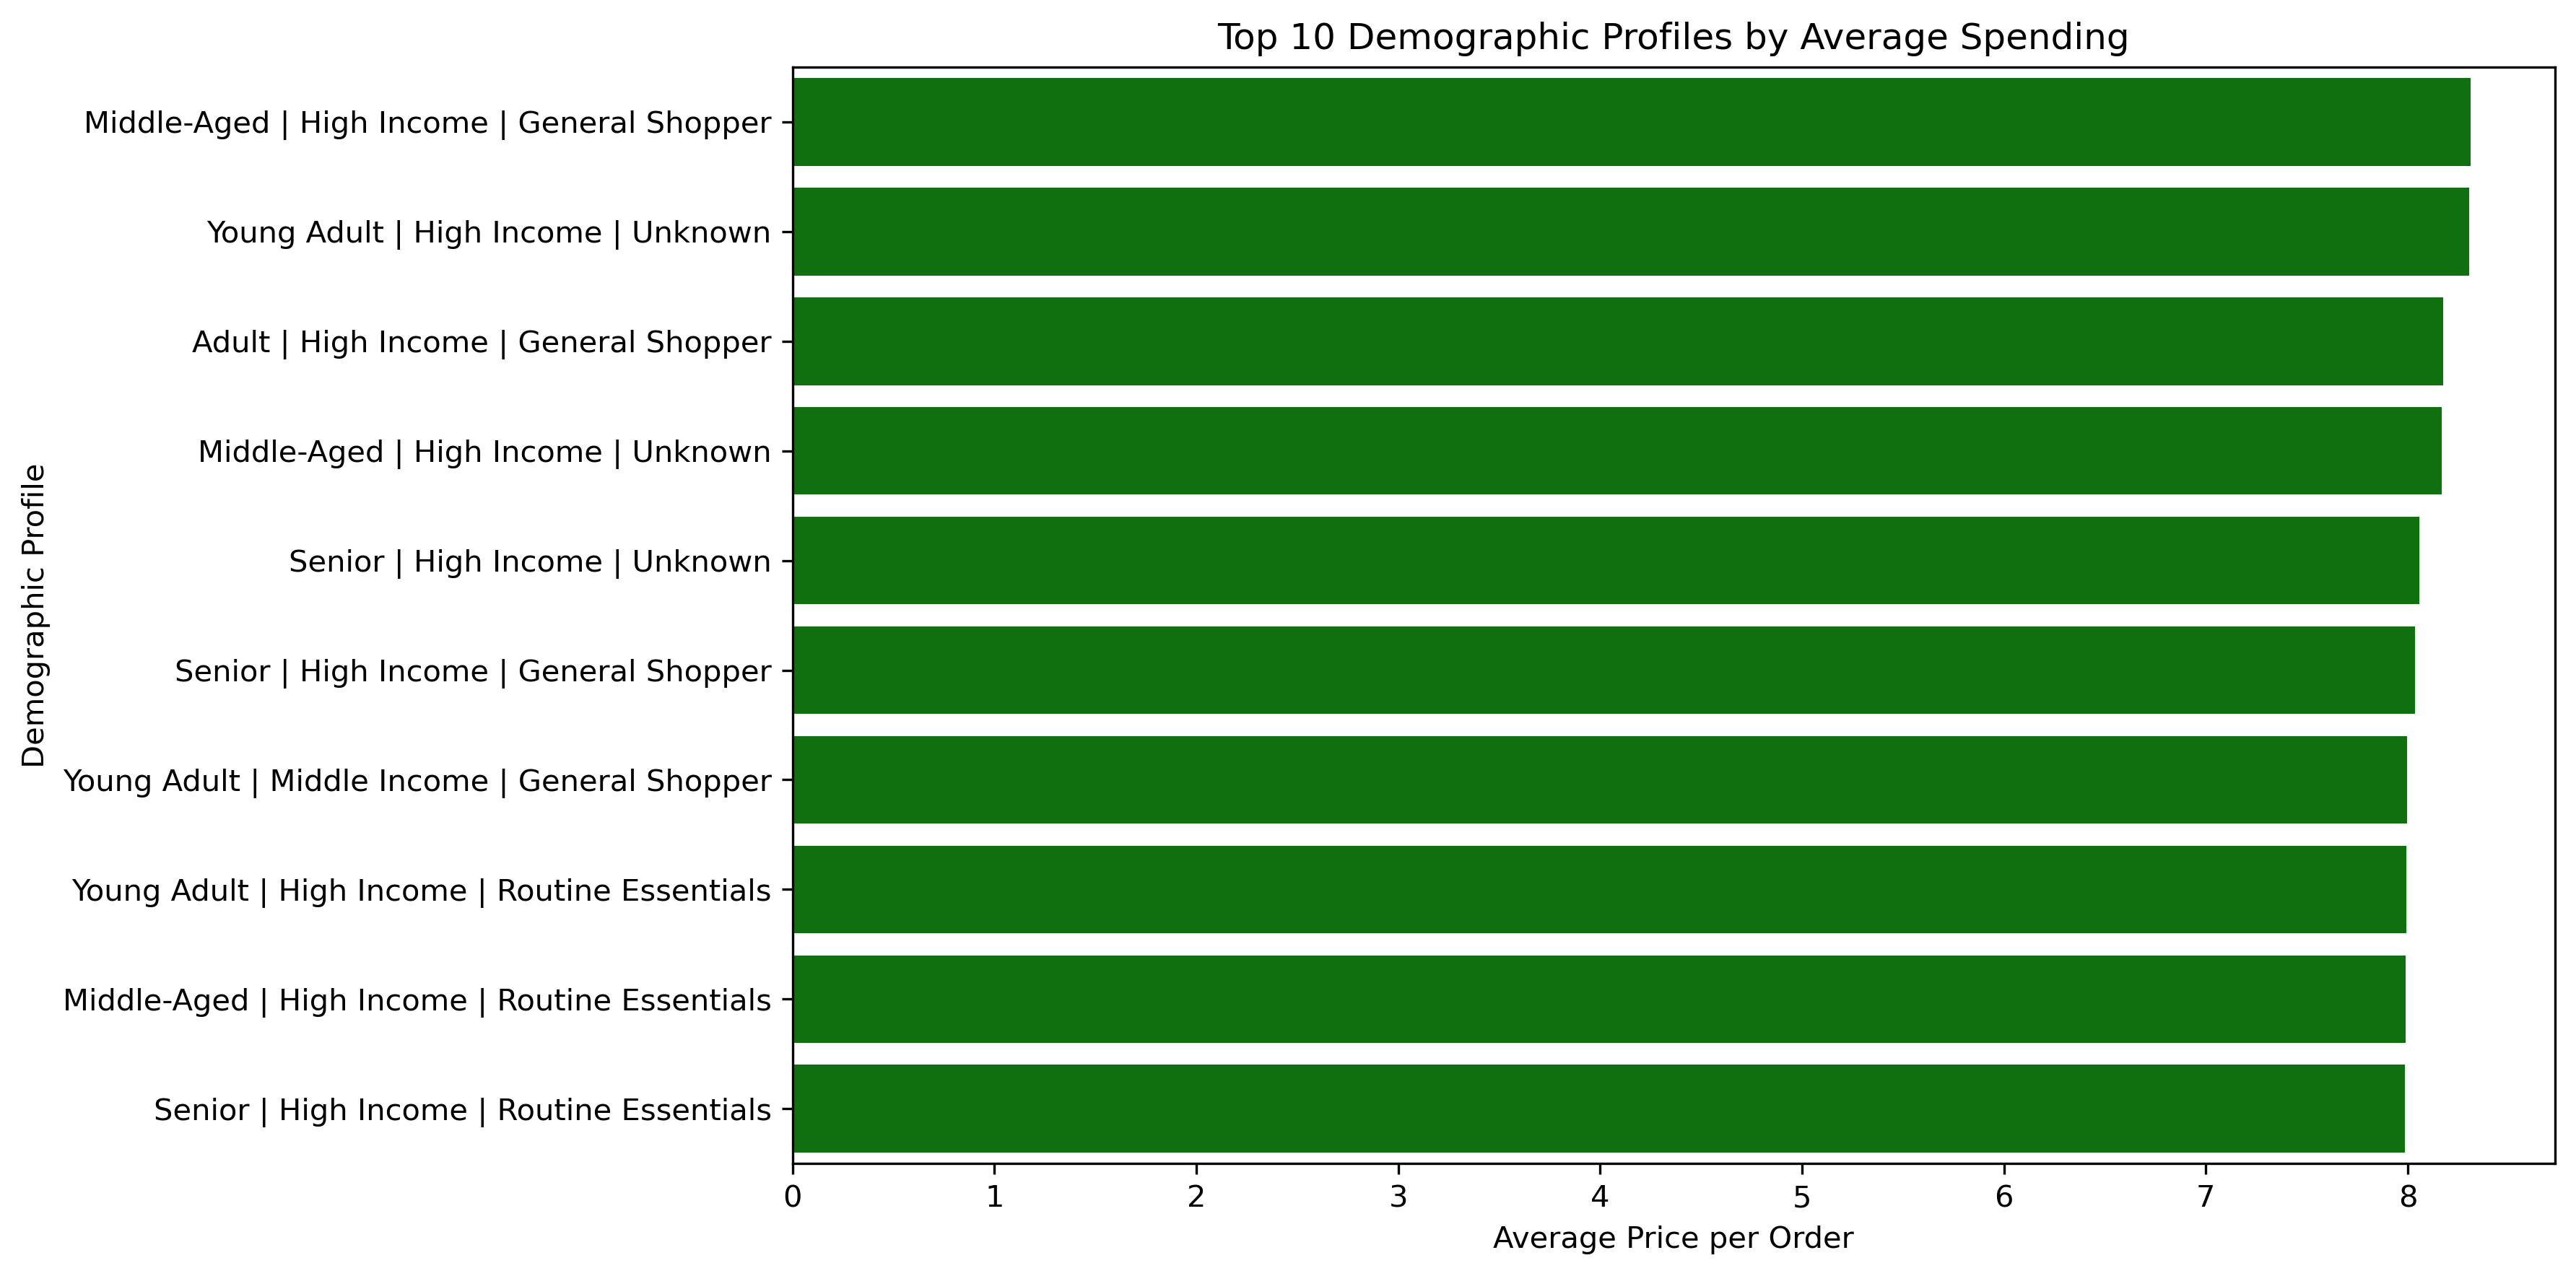 Top 10 Demographic Profiles by Average Spending
Demographic Profile
Middle-Aged | High Income | General Shopper
Young Adult | High Income | Unknown
Adult | High Income | General Shopper
Middle-Aged | High Income | Unknown
Senior | High Income | Unknown
Senior | High Income | General Shopper
Young Adult | Middle Income | General Shopper
Young Adult | High Income | Routine Essentials
Middle-Aged | High Income | Routine Essentials
Senior | High Income | Routine Essentials
0 1 2 3 4 5 6 7 8
Average Price per Order